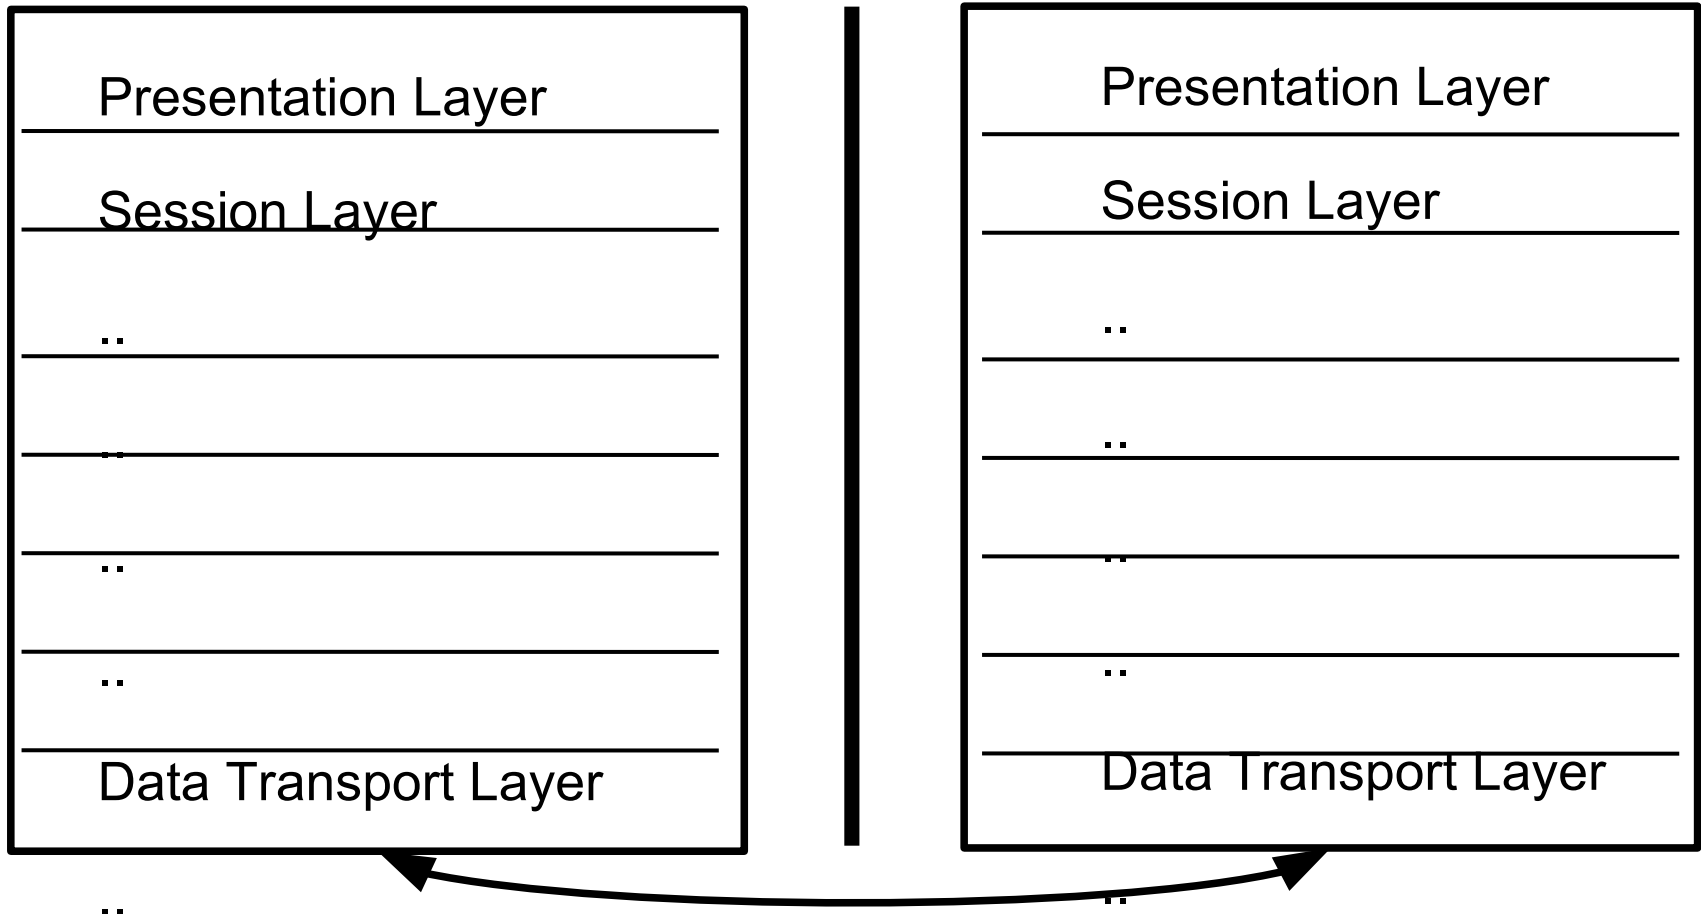 Presentation Layer
Session Layer
..
..
..
..
Data Transport Layer
..
Presentation Layer
Session Layer
..
..
..
..
Data Transport Layer
..